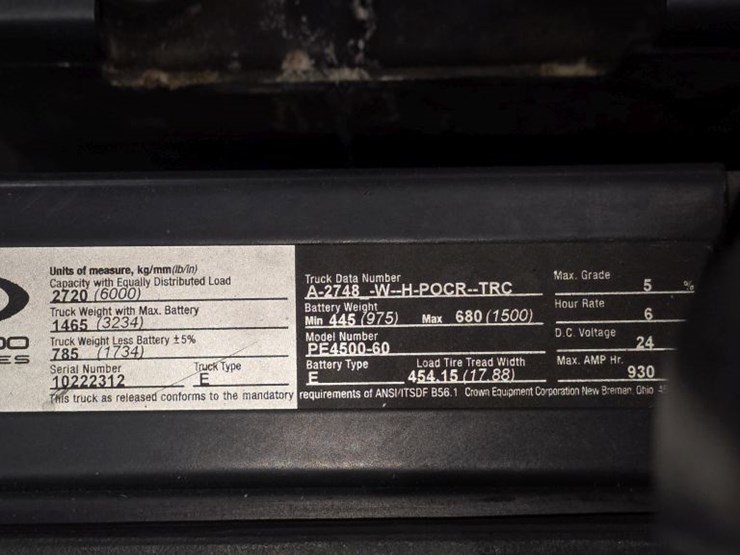 Units of measure, kg/mm(lb/in)
Capacity with Equally Distributed Load
2720 (6000)
Truck Weight with Max. Battery
1465 (3234)
Truck Weight Less Battery ±5%
785 (1734)
Serial Number Truck Type
10222312 E
Truck Data Number
A-2748 -W--H-POCR--TRC
Battery Weight
Min 445 (975) Max 680 (1500)
Model Number
PE4500-60
Battery Type Load Tire Tread Width
E 454.15 (17.88)
Max. Grade
5 %
Hour Rate
6
D.C. Voltage
24
Max. AMP Hr.
930
This truck as released conforms to the mandatory requirements of ANSI/ITSDF B56.1 Crown Equipment Corporation New Bremen, Ohio